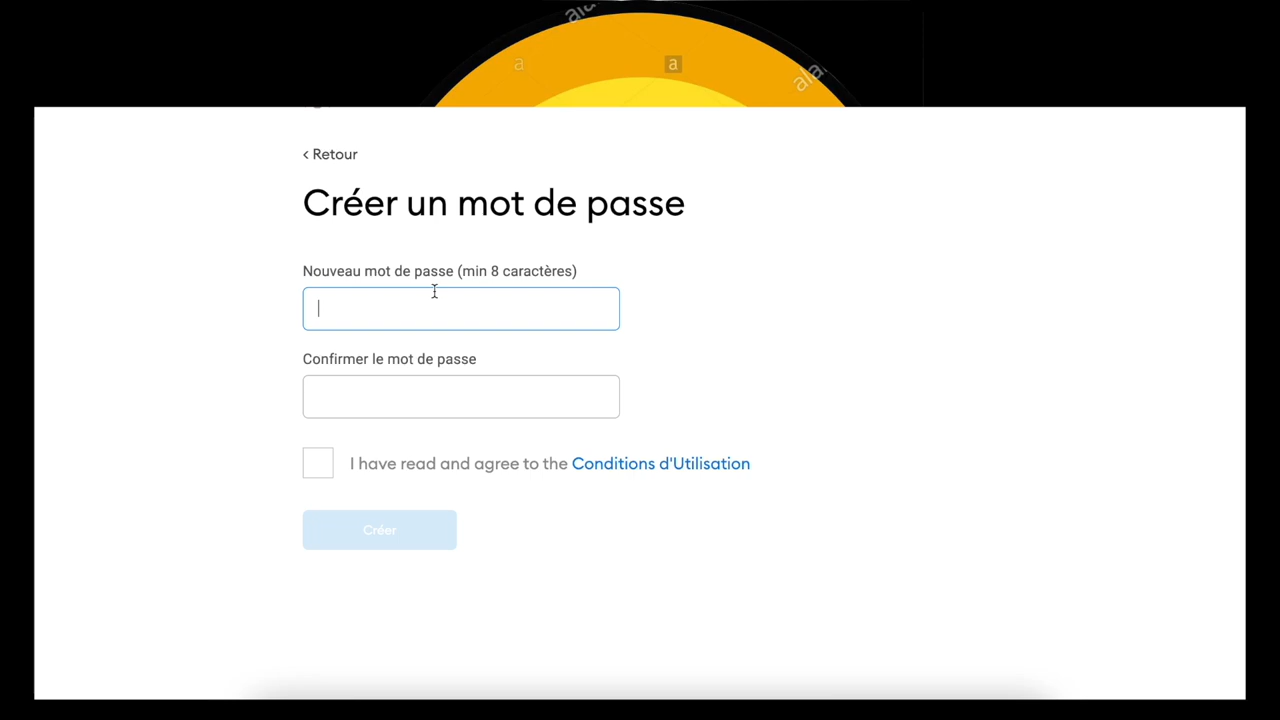 a
a
< Retour
Créer un mot de passe
Nouveau mot de passe (min 8 caractères)
Confirmer le mot de passe
I have read and agree to the Conditions d'Utilisation
Créer